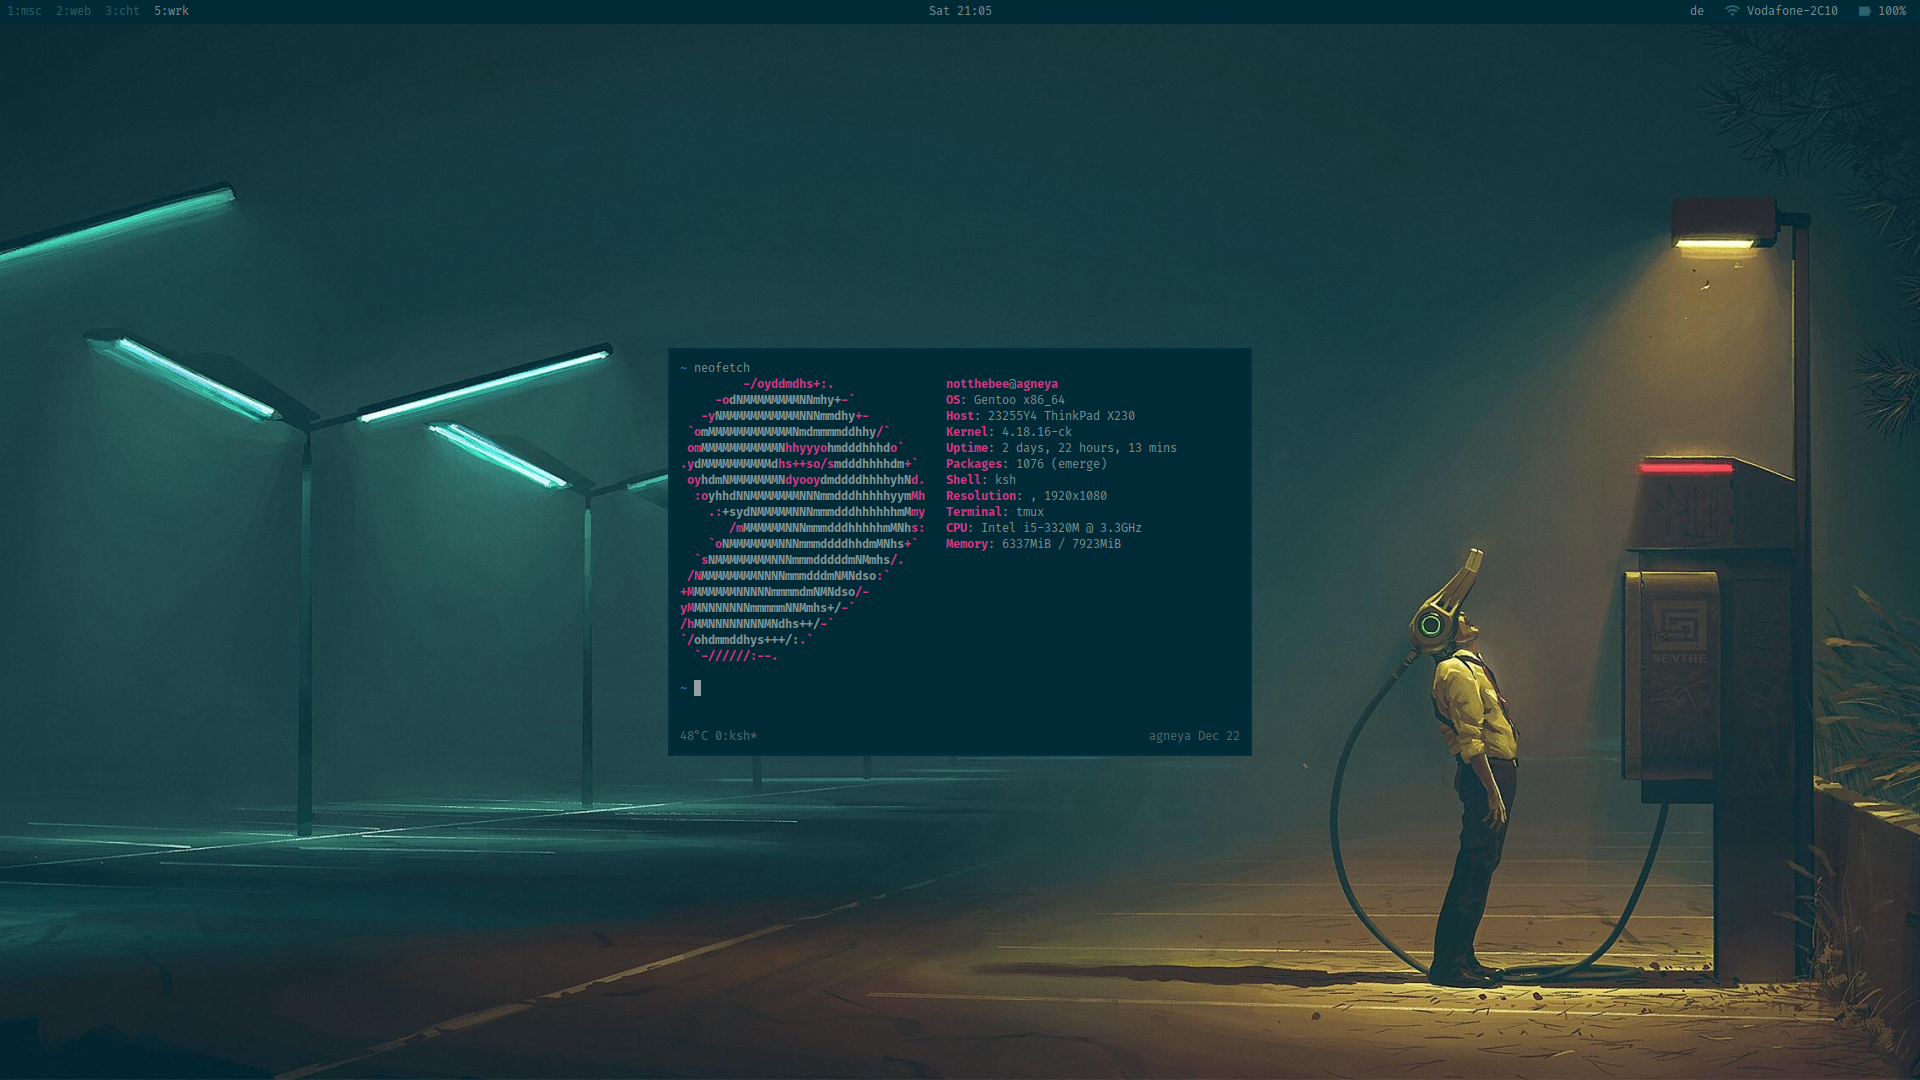 1:msc 2:web 3:cht 5:wrk
Sat 21:05
de Vodafone-2C10 100%
~ neofetch
-/oyddmdhs+:.
-odNMMMMMMMMNNmhy+-`
-yNMMMMMMMMMMMNNNmmdhy+-
`omMMMMMMMMMMMMNmdmmmmddhhy/`
omMMMMMMMMMMMNhhyyyohmdddhhhdo`
.ydMMMMMMMMMMdhs++so/smdddhhhhdm+`
oyhdmNMMMMMMMNdyooydmddddhhhhyhNd.
:oyhhdNNMMMMMMMNNNmmdddhhhhhyymMh
.:+sydNMMMMMNNNmmmdddhhhhhhmMmy
/mMMMMMMNNNmmmdddhhhhhmMNhs:
`oNMMMMMMMNNNmmmddddhhdmMNhs+`
`sNMMMMMMMMNNNmmmdddddmNMmhs/.
/NMMMMMMMMNNNNmmmdddmNMNdso:`
+MMMMMMMNNNNNmmmmdmNMNdso/-
yMMNNNNNNNmmmmmNNMmhs+/-`
/hMMNNNNNNNNMNdhs++/-`
`/ohdmmddhys+++/:.`
`-//////:--.
notthebee@agneya
OS: Gentoo x86_64
Host: 23255Y4 ThinkPad X230
Kernel: 4.18.16-ck
Uptime: 2 days, 22 hours, 13 mins
Packages: 1076 (emerge)
Shell: ksh
Resolution: , 1920x1080
Terminal: tmux
CPU: Intel i5-3320M @ 3.3GHz
Memory: 6337MiB / 7923MiB
~
48°C 0:ksh*
agneya Dec 22
SENTRE